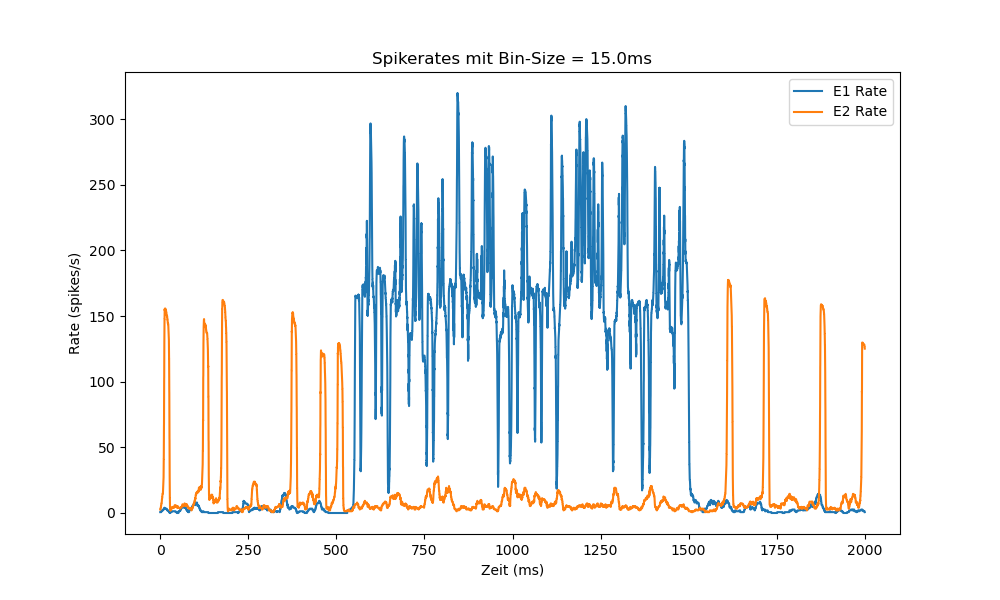 Spikerates mit Bin-Size = 15.0ms
E1 Rate
E2 Rate
Rate (spikes/s)
300
250
200
150
100
50
0
0 250 500 750 1000 1250 1500 1750 2000
Zeit (ms)